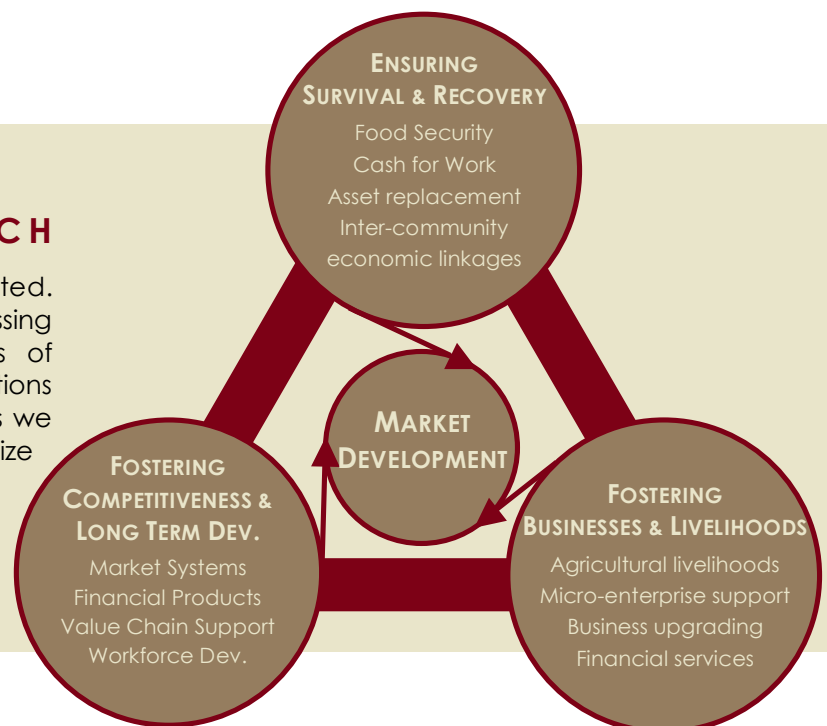 ENSURING
SURVIVAL & RECOVERY
Food Security
Cash for Work
Asset replacement
Inter-community
economic linkages
CH
ted.
ssing
s of
tions
s we
ize
MARKET
DEVELOPMENT
FOSTERING
COMPETITIVENESS &
LONG TERM DEV.
Market Systems
Financial Products
Value Chain Support
Workforce Dev.
FOSTERING
BUSINESSES & LIVELIHOODS
Agricultural livelihoods
Micro-enterprise support
Business upgrading
Financial services